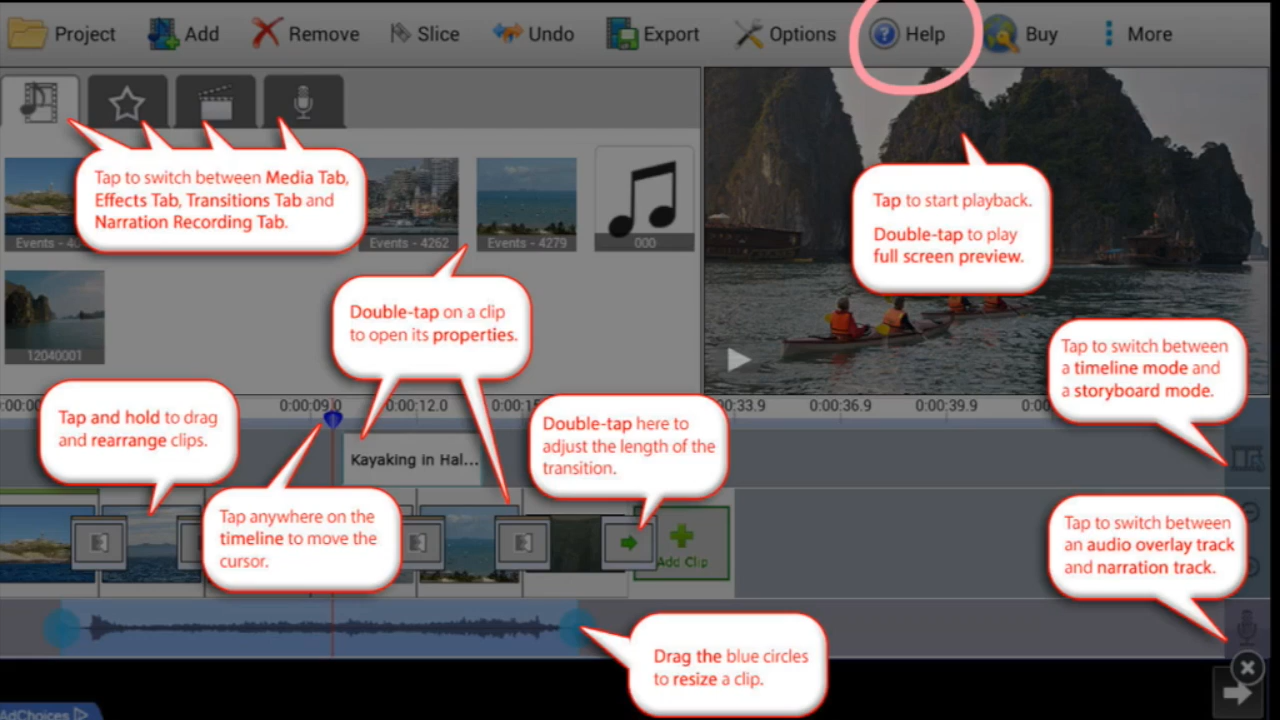 Project Add Remove Slice Undo Export Options Help Buy More
Tap to switch between Media Tab,
Effects Tab, Transitions Tab and
Narration Recording Tab.
Tap to start playback.
Double-tap to play
full screen preview.
Events - 40
Events - 4262
Events - 4279
000
Double-tap on a clip
to open its properties.
12040001
Tap to switch between
a timeline mode and
a storyboard mode.
0:00:09.0
0:00:12.0
0:00:15
33.9
0:00:36.9
0:00:39.9
Tap and hold to drag
and rearrange clips.
Double-tap here to
adjust the length of the
transition.
Kayaking in Hal...
Tap anywhere on the
timeline to move the
cursor.
Add Clip
Tap to switch between
an audio overlay track
and narration track.
Drag the blue circles
to resize a clip.
AdChoices